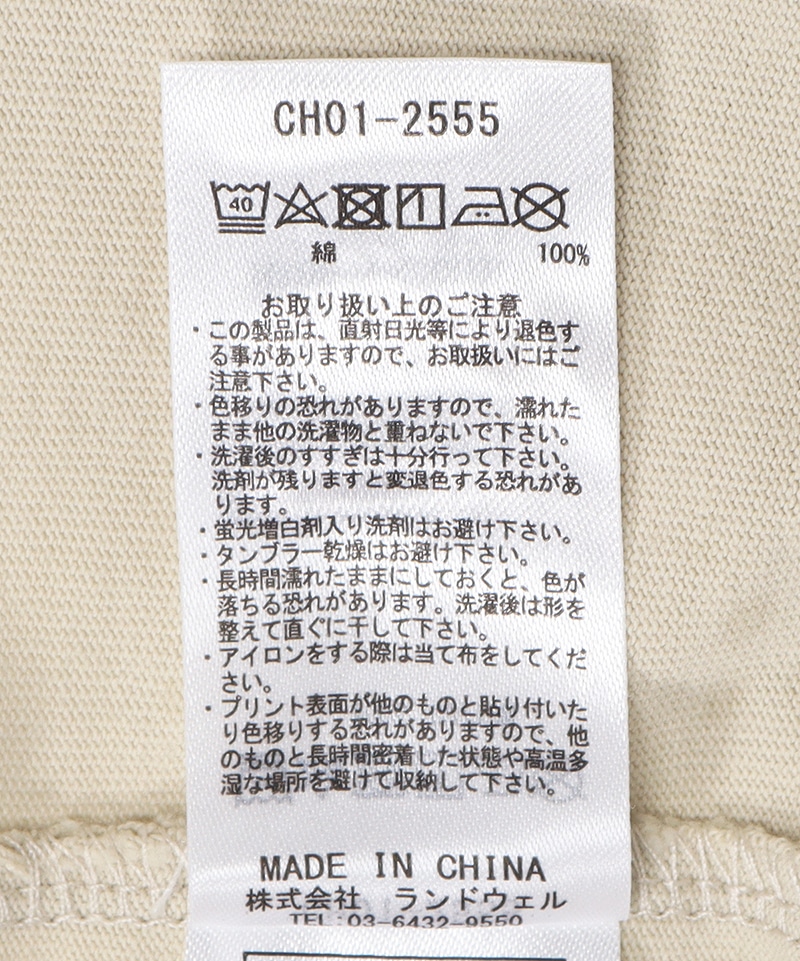 CH01-2555
40
綿 100%
お取り扱い上のご注意
・この製品は、直射日光等により退色す
る事がありますので、お取扱いにはご
注意下さい。
・色移りの恐れがありますので、濡れた
まま他の洗濯物と重ねないで下さい。
・洗濯後のすすぎは十分行って下さい。
洗剤が残りますと変退色する恐れがあ
ります。
・蛍光増白剤入り洗剤はお避け下さい。
・タンブラー乾燥はお避け下さい。
・長時間濡れたままにしておくと、色が
落ちる恐れがあります。洗濯後は形を
整えて直ぐに干して下さい。
・アイロンをする際は当て布をしてくだ
さい。
・プリント表面が他のものと貼り付いた
り色移りする恐れがありますので、他
のものと長時間密着した状態や高温多
湿な場所を避けて収納して下さい。
MADE IN CHINA
株式会社 ランドウェル
TEL:03-6432-9550